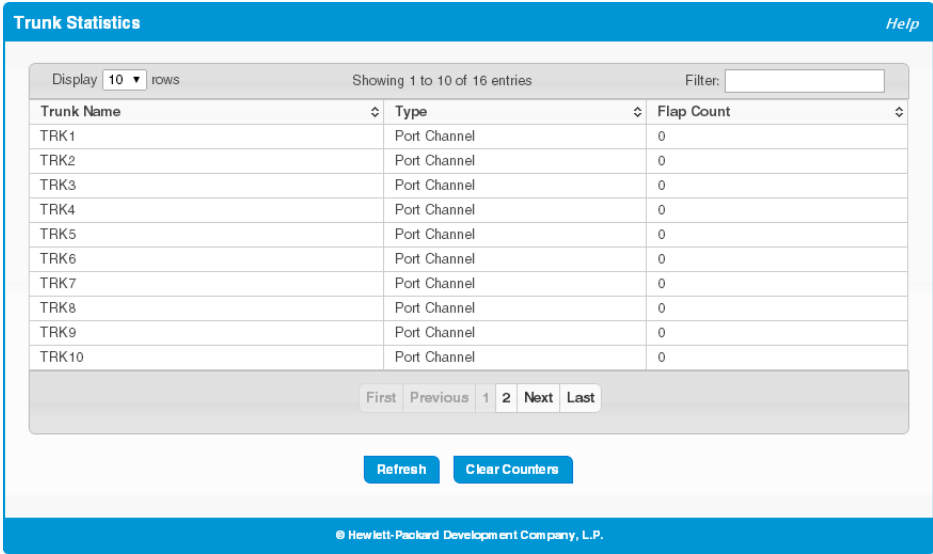 Trunk Statistics Help
Display 10 rows Showing 1 to 10 of 16 entries Filter:
Trunk Name Type Flap Count
TRK1 Port Channel 0
TRK2 Port Channel 0
TRK3 Port Channel 0
TRK4 Port Channel 0
TRK5 Port Channel 0
TRK6 Port Channel 0
TRK7 Port Channel 0
TRK8 Port Channel 0
TRK9 Port Channel 0
TRK10 Port Channel 0
First Previous 1 2 Next Last
Refresh Clear Counters
© Hewlett-Packard Development Company, L.P.